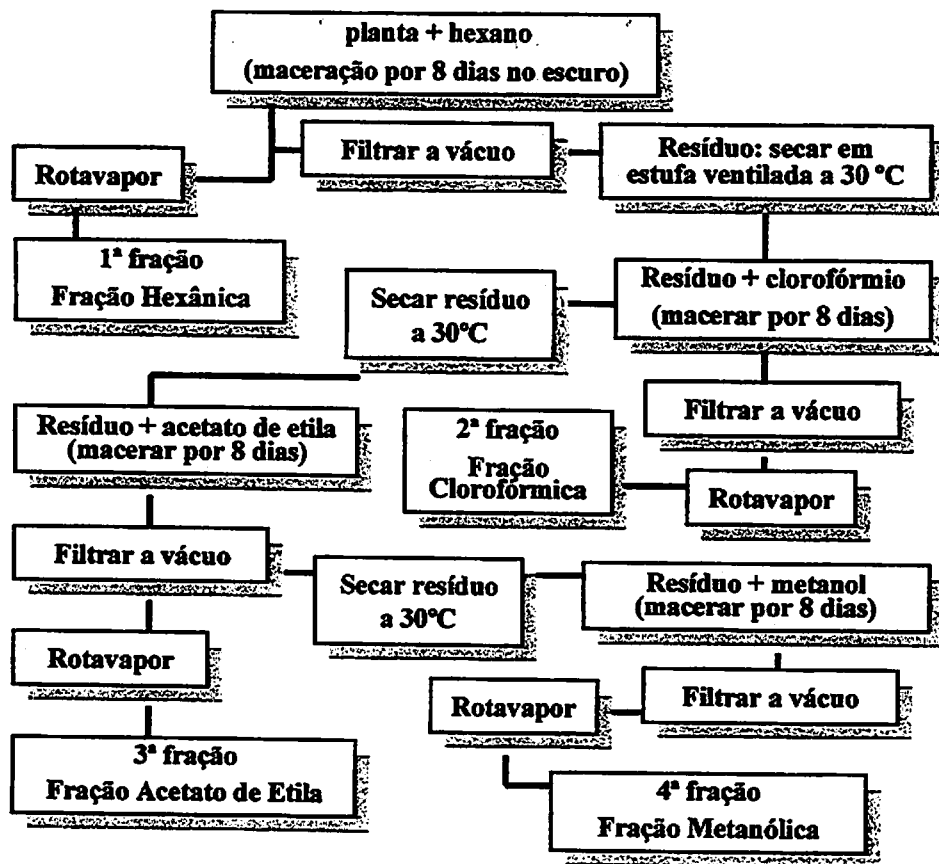 planta + hexano
(maceração por 8 dias no escuro)
Filtrar a vácuo
Resíduo: secar em
estufa ventilada a 30 ºC
Rotavapor
1ª fração
Fração Hexânica
Secar resíduo
a 30ºC
Resíduo + clorofórmio
(macerar por 8 dias)
Filtrar a vácuo
Resíduo + acetato de etila
(macerar por 8 dias)
2ª fração
Fração
Clorofórmica
Rotavapor
Filtrar a vácuo
Secar resíduo
a 30ºC
Resíduo + metanol
(macerar por 8 dias)
Rotavapor
Filtrar a vácuo
Rotavapor
3ª fração
Fração Acetato de Etila
4ª fração
Fração Metanólica